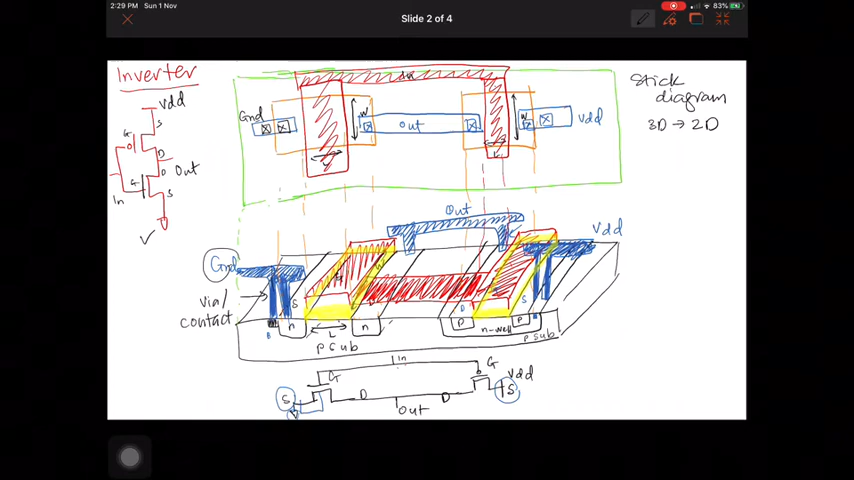 2:29 PM Sun 1 Nov
83%
Slide 2 of 4
Inverter
Vdd
S
G
D
D
Out
G
S
In
Stick
diagram
3D → 2D
In
Gnd
W
Out
W
Vdd
L
L
Out
Vdd
Gnd
via/
contact
S
D
S
B
n
L
n
P
n-well
P
P Sub
P Sub
In
G
G
Vdd
S
D
D
S
Out